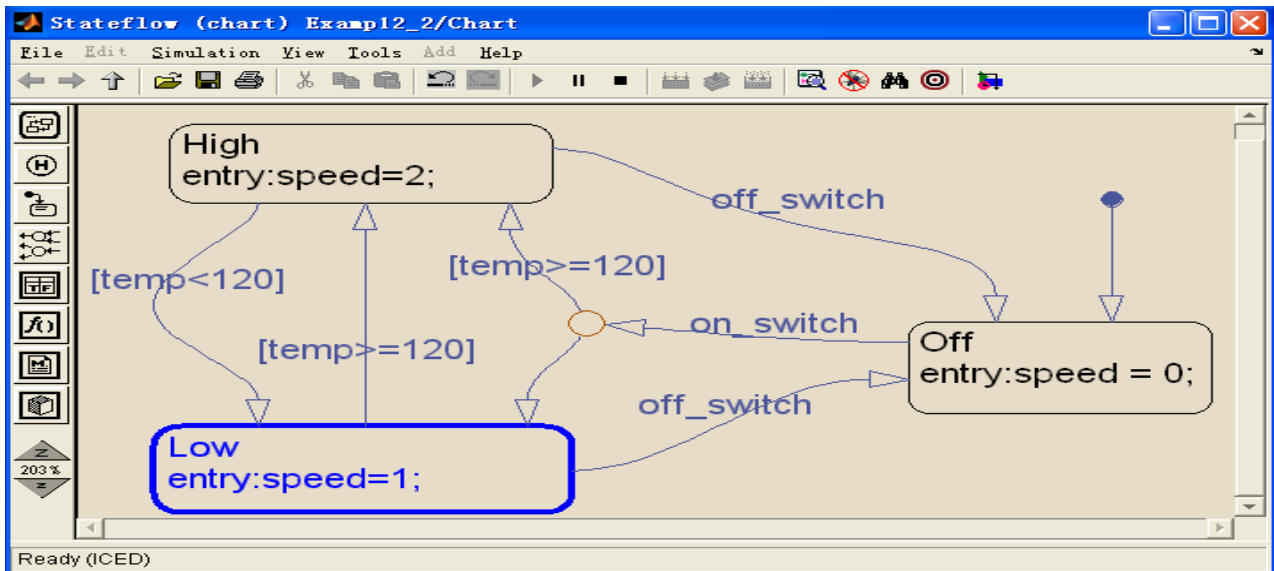 Stateflow (chart) Examp12_2/Chart
File Edit Simulation View Tools Add Help
High
entry:speed=2;
off_switch
[temp<120]
[temp>=120]
[temp>=120]
on_switch
Off
entry:speed = 0;
off_switch
Low
entry:speed=1;
H
TF
f()
M
Z
203%
z
Ready (ICED)